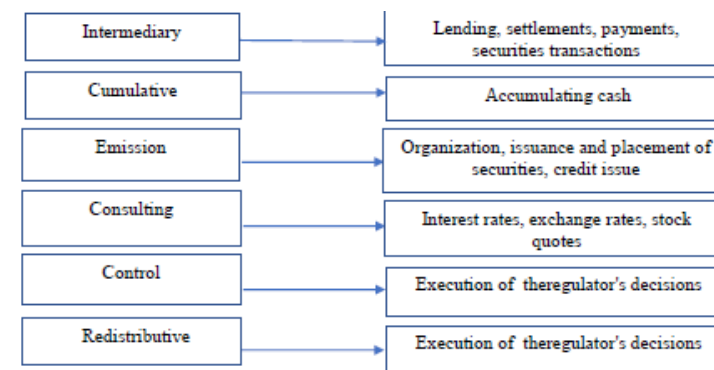 Intermediary
Lending, settlements, payments,
securities transactions
Cumulative
Accumulating cash
Emission
Organization, issuance and placement of
securities, credit issue
Consulting
Interest rates, exchange rates, stock
quotes
Control
Execution of theregulator's decisions
Redistributive
Execution of theregulator's decisions